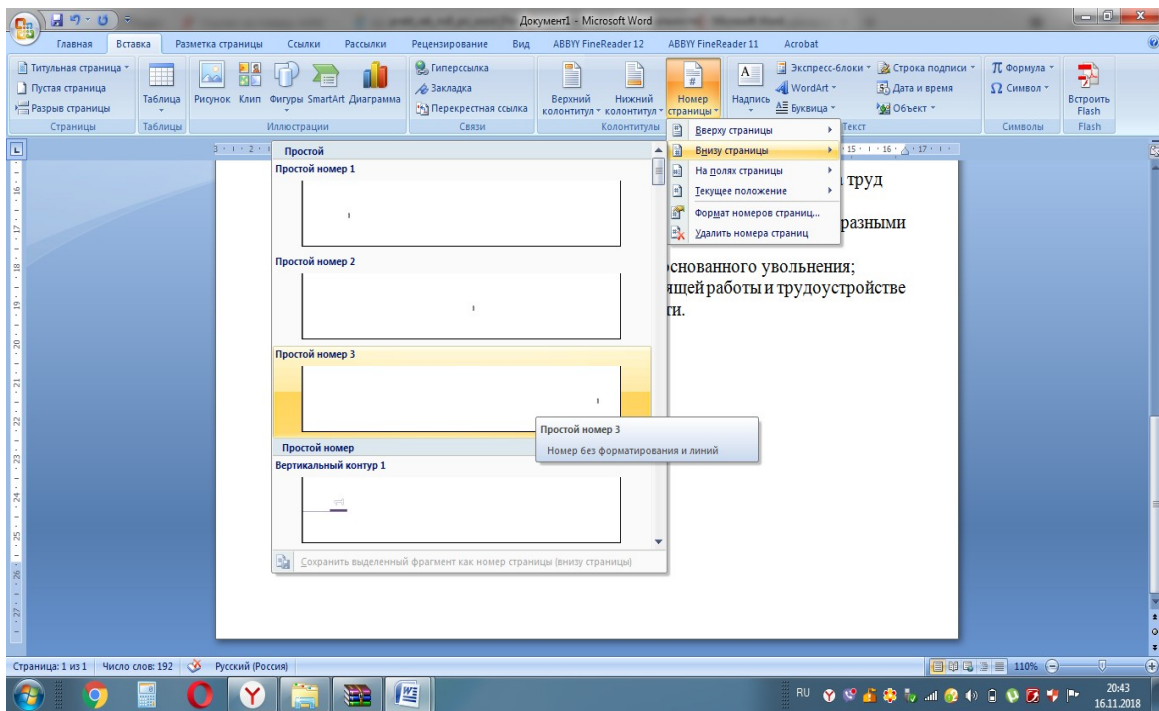 Документ1 - Microsoft Word
Главная Вставка Разметка страницы Ссылки Рассылки Рецензирование Вид ABBYY FineReader 12 ABBYY FineReader 11 Acrobat
Титульная страница
Пустая страница
Разрыв страницы
Страницы
Таблица
Таблицы
Рисунок Клип Фигуры SmartArt Диаграмма
Иллюстрации
Гиперссылка
Закладка
Перекрестная ссылка
Связи
Верхний колонтитул
Нижний колонтитул
Номер страницы
Колонтитулы
Надпись
Экспресс-блоки
WordArt
Буквица
Строка подписи
Дата и время
Объект
Текст
π Формула
Ω Символ
Символы
Встроить Flash
Flash
Вверху страницы
Внизу страницы
На полях страницы
Текущее положение
Формат номеров страниц...
Удалить номера страниц
Простой
Простой номер 1
Простой номер 2
Простой номер 3
Простой номер 3
Номер без форматирования и линий
Простой номер
Вертикальный контур 1
Сохранить выделенный фрагмент как номер страницы (внизу страницы)
труд
разными
основанного увольнения;
ящей работы и трудоустройстве
ти.
Страница: 1 из 1 Число слов: 192 Русский (Россия) 110%
RU 20:43
16.11.2018